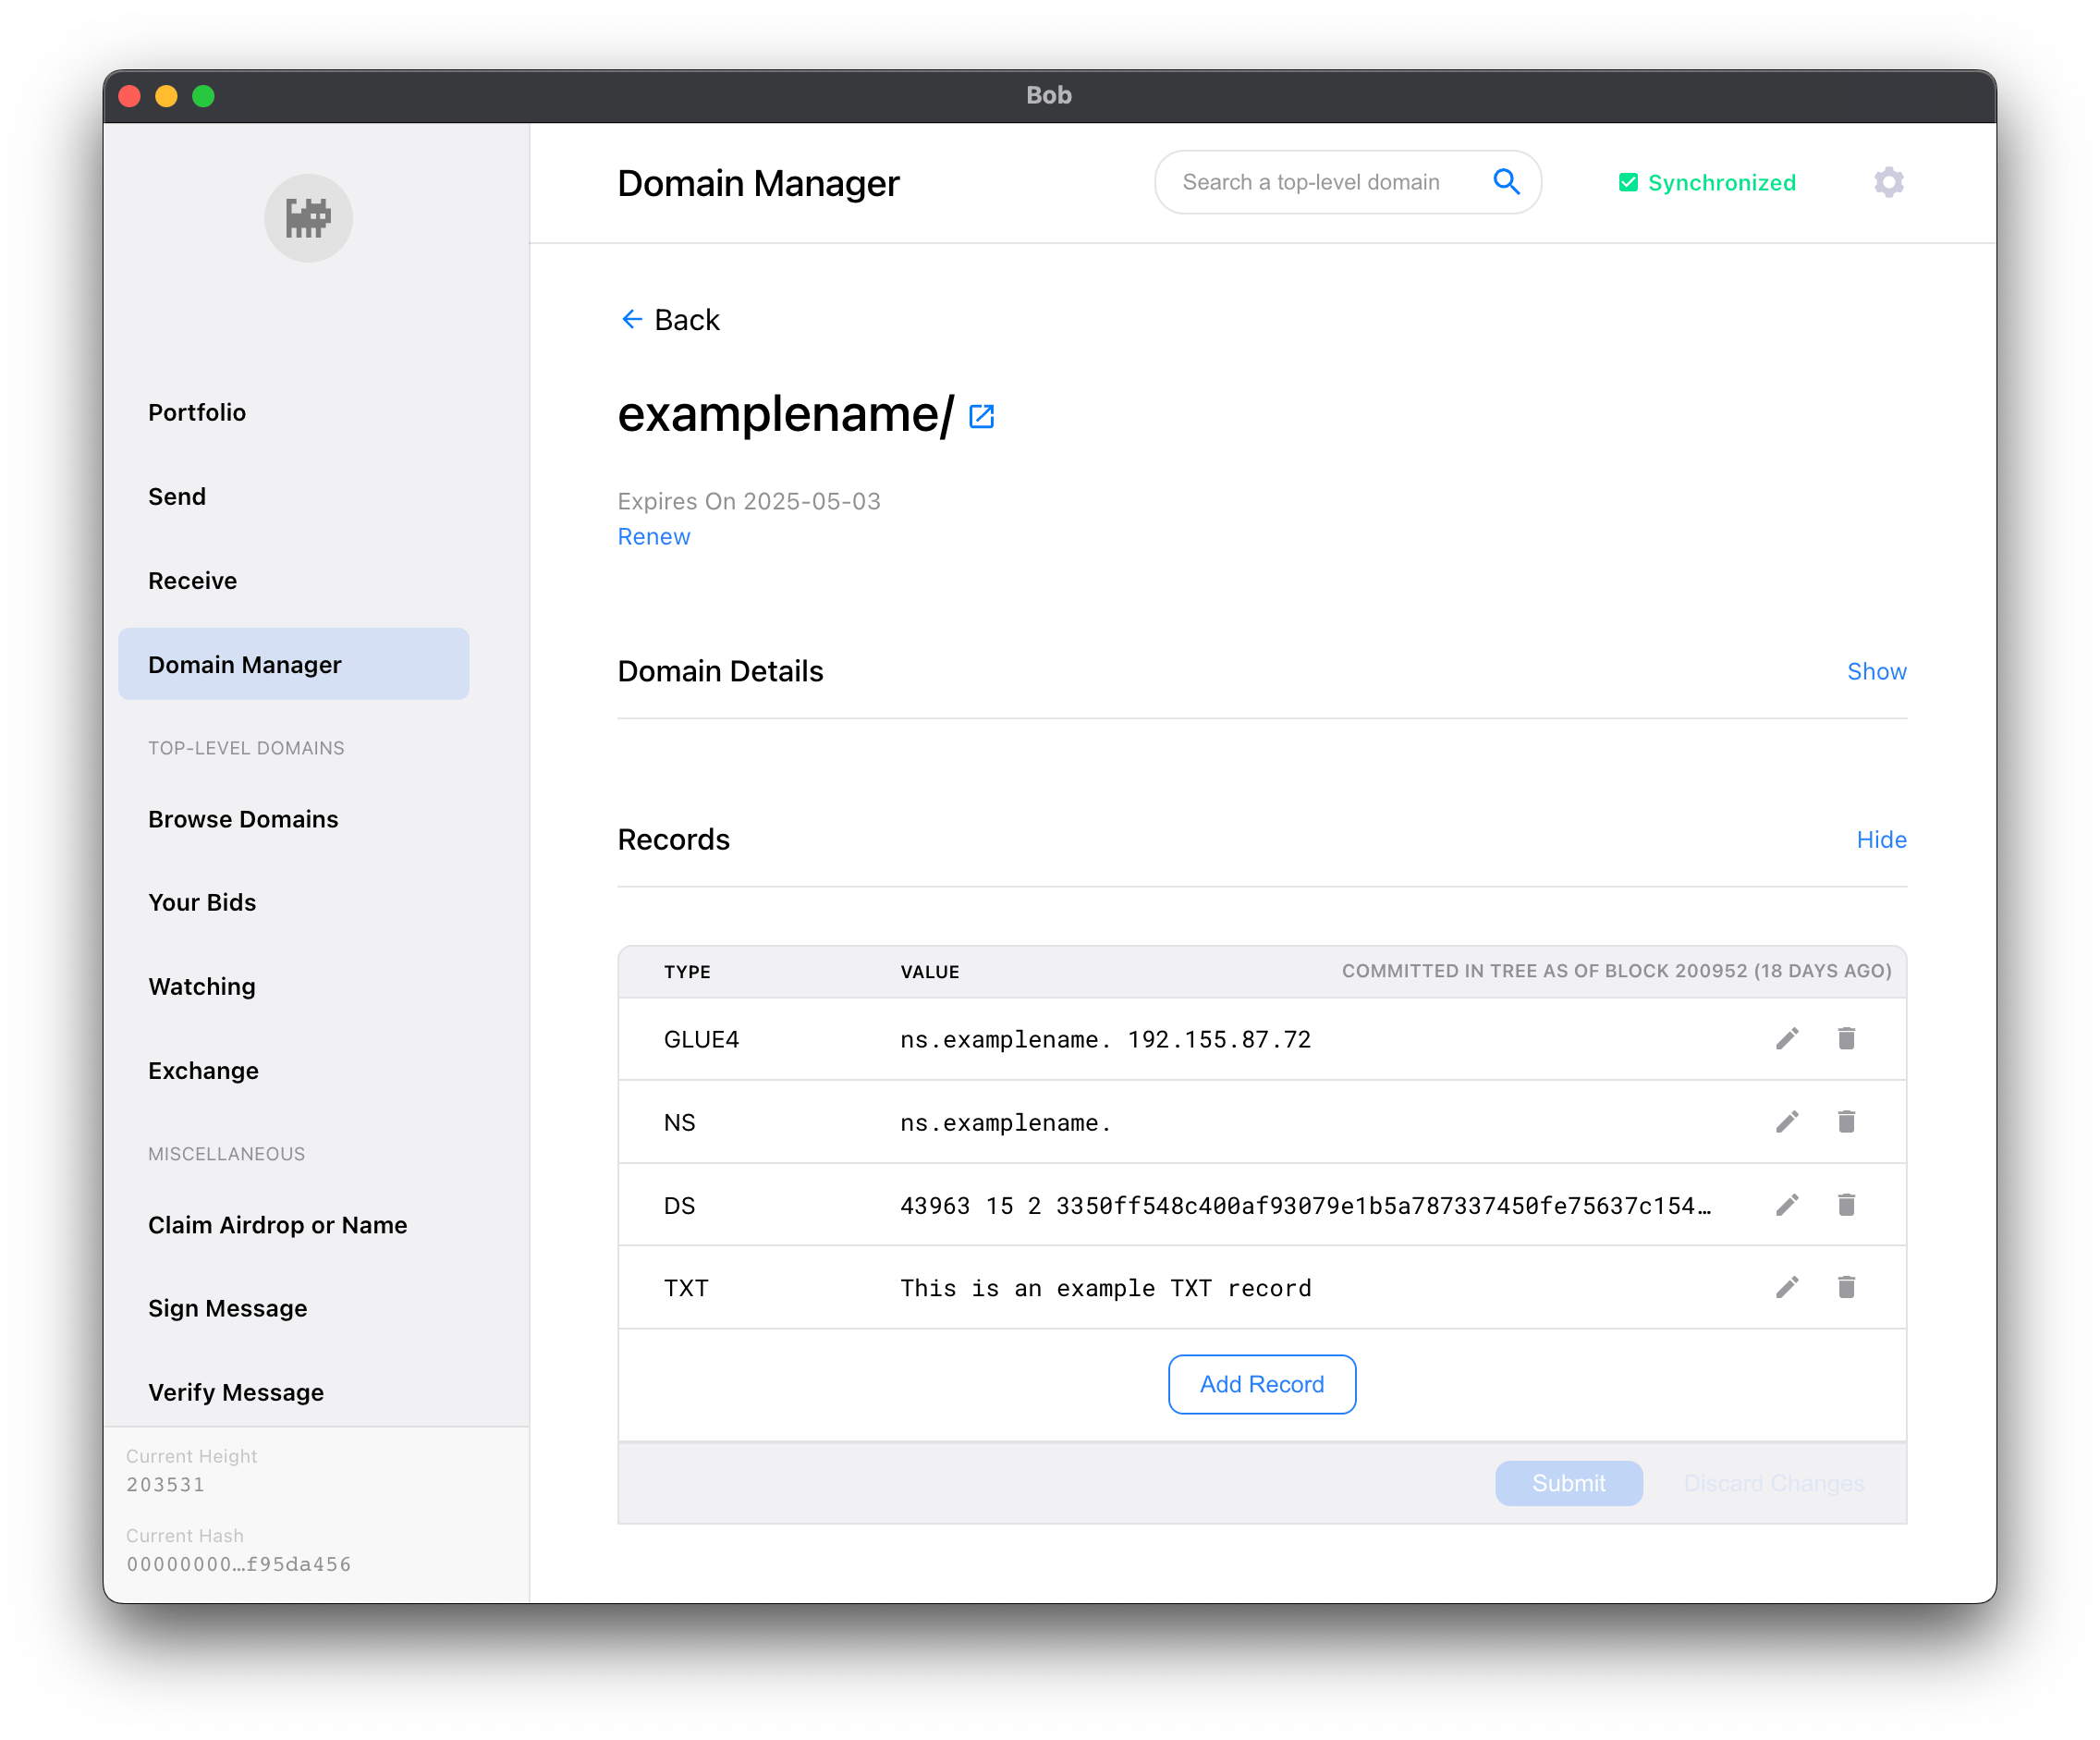 Bob
Domain Manager
Search a top-level domain
Synchronized
Portfolio
Send
Receive
Domain Manager
TOP-LEVEL DOMAINS
Browse Domains
Your Bids
Watching
Exchange
MISCELLANEOUS
Claim Airdrop or Name
Sign Message
Verify Message
Current Height
203531
Current Hash
00000000…f95da456
Back
examplename/
Expires On 2025-05-03
Renew
Domain Details Show
Records Hide
TYPE VALUE COMMITTED IN TREE AS OF BLOCK 200952 (18 DAYS AGO)
GLUE4 ns.examplename. 192.155.87.72
NS ns.examplename.
DS 43963 15 2 3350ff548c400af93079e1b5a787337450fe75637c154…
TXT This is an example TXT record
Add Record
Submit Discard Changes